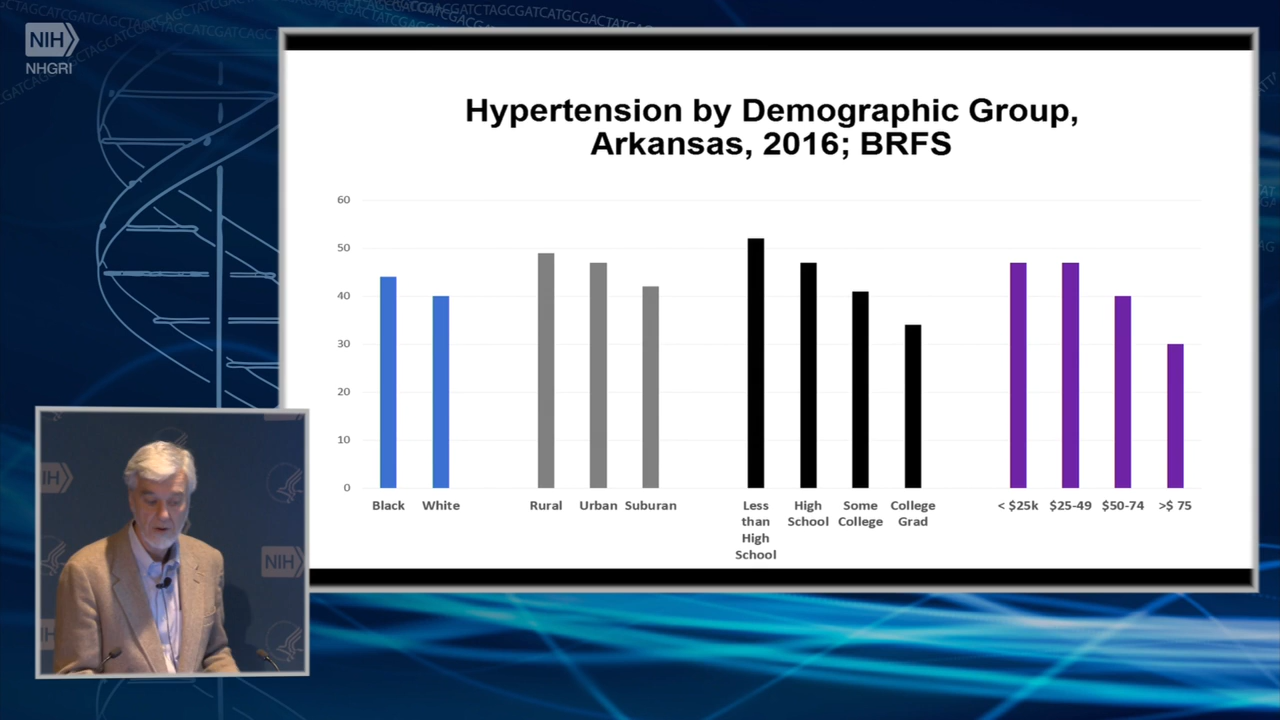 NIH
NHGRI
Hypertension by Demographic Group,
Arkansas, 2016; BRFS
60
50
40
30
20
10
0
Black
White
Rural
Urban
Suburan
Less
than
High
School
High
School
Some
College
College
Grad
< $25k
$25-49
$50-74
>$ 75
NIH